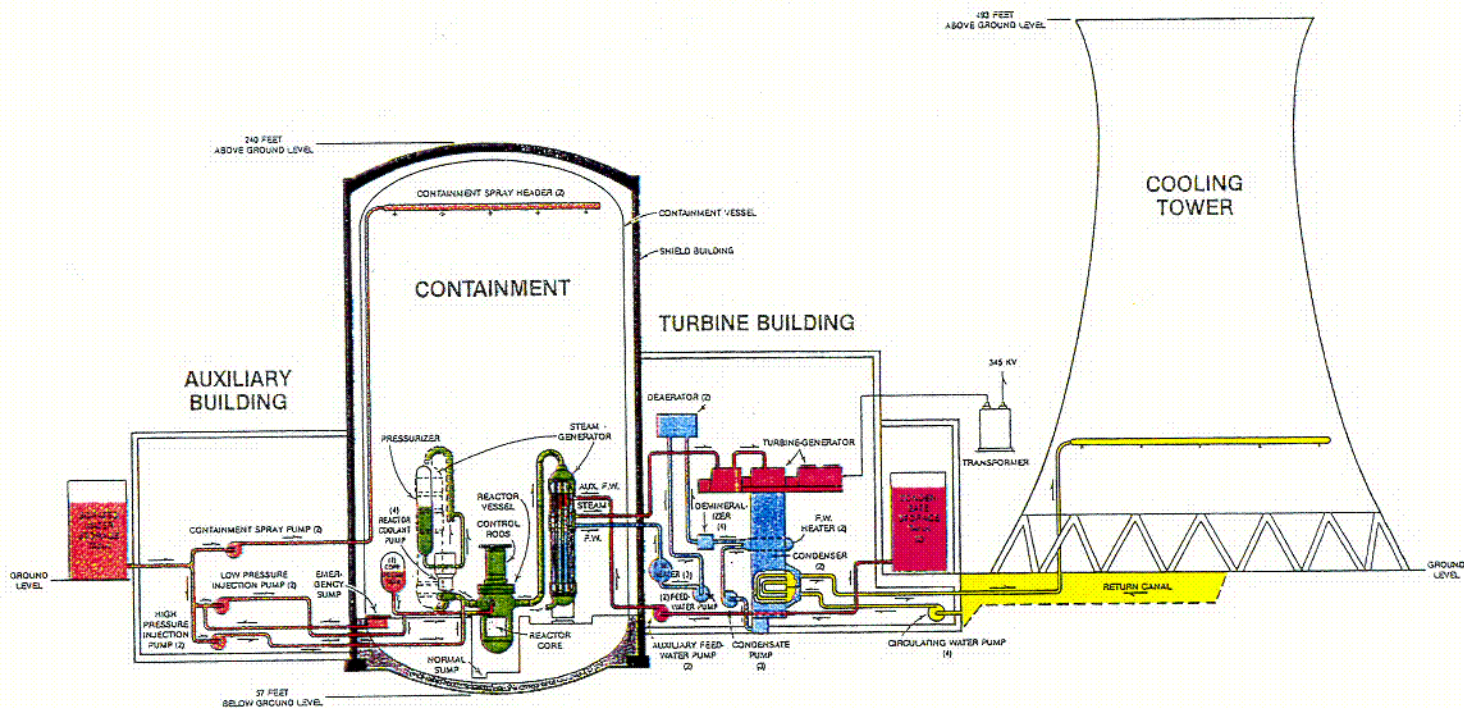 493 FEET
ABOVE GROUND LEVEL
240 FEET
ABOVE GROUND LEVEL
CONTAINMENT SPRAY HEADER (2)
CONTAINMENT VESSEL
SHIELD BUILDING
COOLING
TOWER
CONTAINMENT
TURBINE BUILDING
AUXILIARY
BUILDING
345 KV
DEAERATOR (2)
TURBINE-GENERATOR
TRANSFORMER
PRESSURIZER
STEAM
GENERATOR
REACTOR
VESSEL
CONTROL
RODS
(4)
REACTOR
COOLANT
PUMP
AUX. F.W.
STEAM
F.W.
DEMINERAL-
IZER
(4)
F.W.
HEATER (2)
CONDENSER
(2)
STORAGE
WATER
STORAGE
CONTAINMENT SPRAY PUMP (2)
GROUND
LEVEL
LOW PRESSURE
INJECTION PUMP (2)
EMER-
GENCY
SUMP
HIGH
PRESSURE
INJECTION
PUMP (2)
HEATER
(2) FEED-
WATER PUMP
REACTOR
CORE
NORMAL
SUMP
AUXILIARY FEED-
WATER PUMP
(2)
CONDENSATE
PUMP
(3)
CIRCULATING WATER PUMP
(4)
RETURN CANAL
GROUND
LEVEL
37 FEET
BELOW GROUND LEVEL